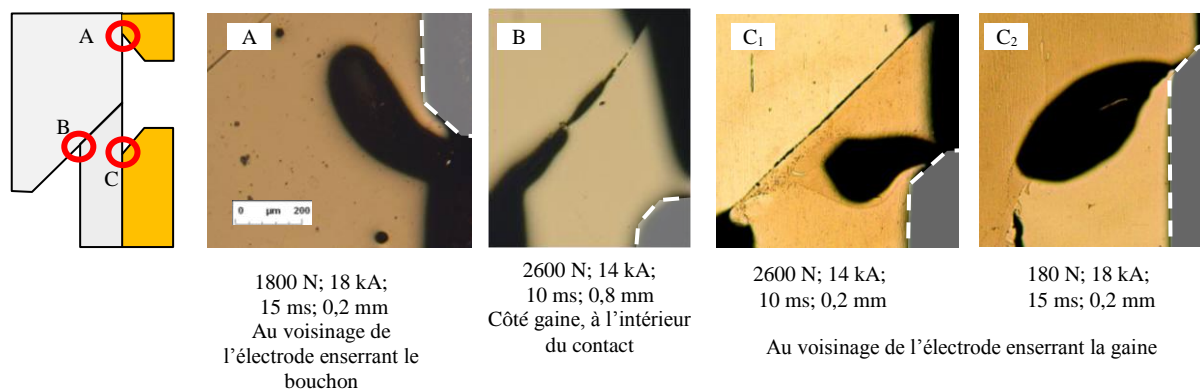 A
B
C
A
0 µm 200
B
C1
C2
1800 N; 18 kA;
15 ms; 0,2 mm
Au voisinage de
l’électrode enserrant le
bouchon
2600 N; 14 kA;
10 ms; 0,8 mm
Côté gaine, à l’intérieur
du contact
2600 N; 14 kA;
10 ms; 0,2 mm
180 N; 18 kA;
15 ms; 0,2 mm
Au voisinage de l’électrode enserrant la gaine